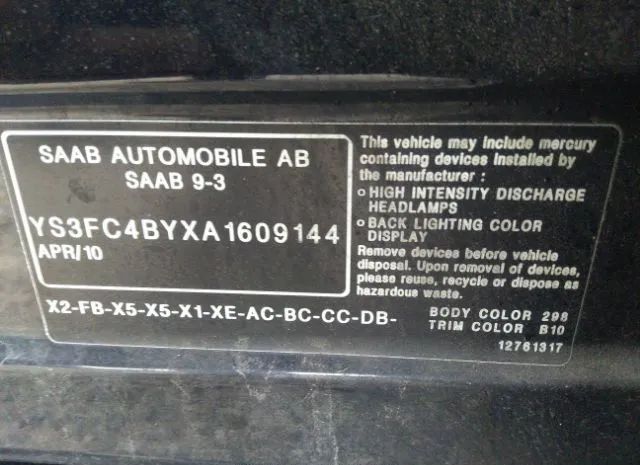 SAAB AUTOMOBILE AB
SAAB 9-3
YS3FC4BYXA1609144
APR/10
X2-FB-X5-X5-X1-XE-AC-BC-CC-DB-
This vehicle may include mercury
containing devices installed by
the manufacturer :
o HIGH INTENSITY DISCHARGE
HEADLAMPS
o BACK LIGHTING COLOR
DISPLAY
Remove devices before vehicle
disposal. Upon removal of devices,
please reuse, recycle or dispose as
hazardous waste.
BODY COLOR 298
TRIM COLOR B10
12761317